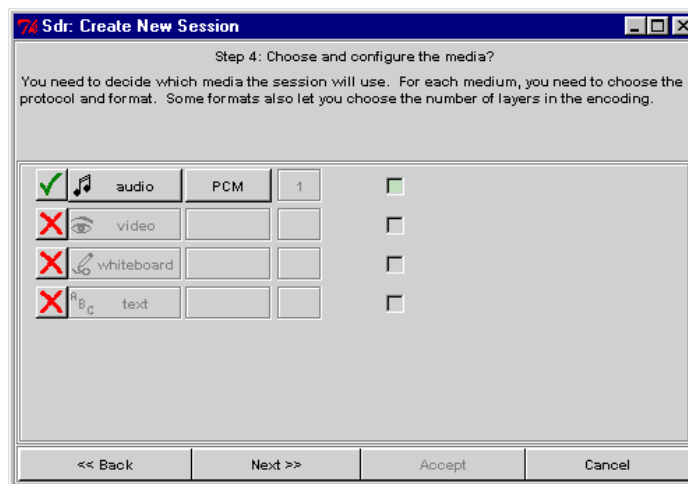 Sdr: Create New Session
Step 4: Choose and configure the media?
You need to decide which media the session will use. For each medium, you need to choose the
protocol and format. Some formats also let you choose the number of layers in the encoding.
audio PCM 1
video
whiteboard
ABC text
<< Back Next >> Accept Cancel